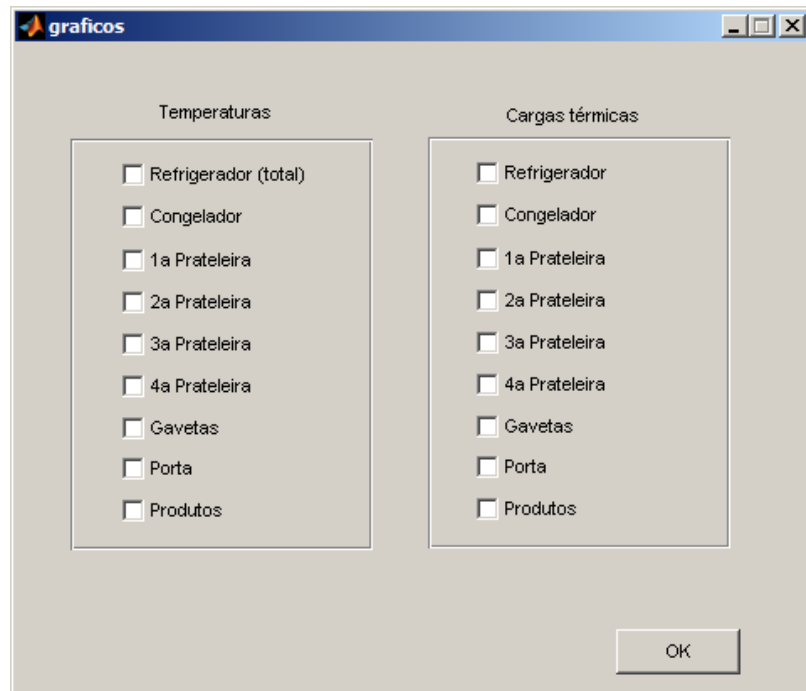 graficos
Temperaturas
Refrigerador (total)
Congelador
1a Prateleira
2a Prateleira
3a Prateleira
4a Prateleira
Gavetas
Porta
Produtos
Cargas térmicas
Refrigerador
Congelador
1a Prateleira
2a Prateleira
3a Prateleira
4a Prateleira
Gavetas
Porta
Produtos
OK